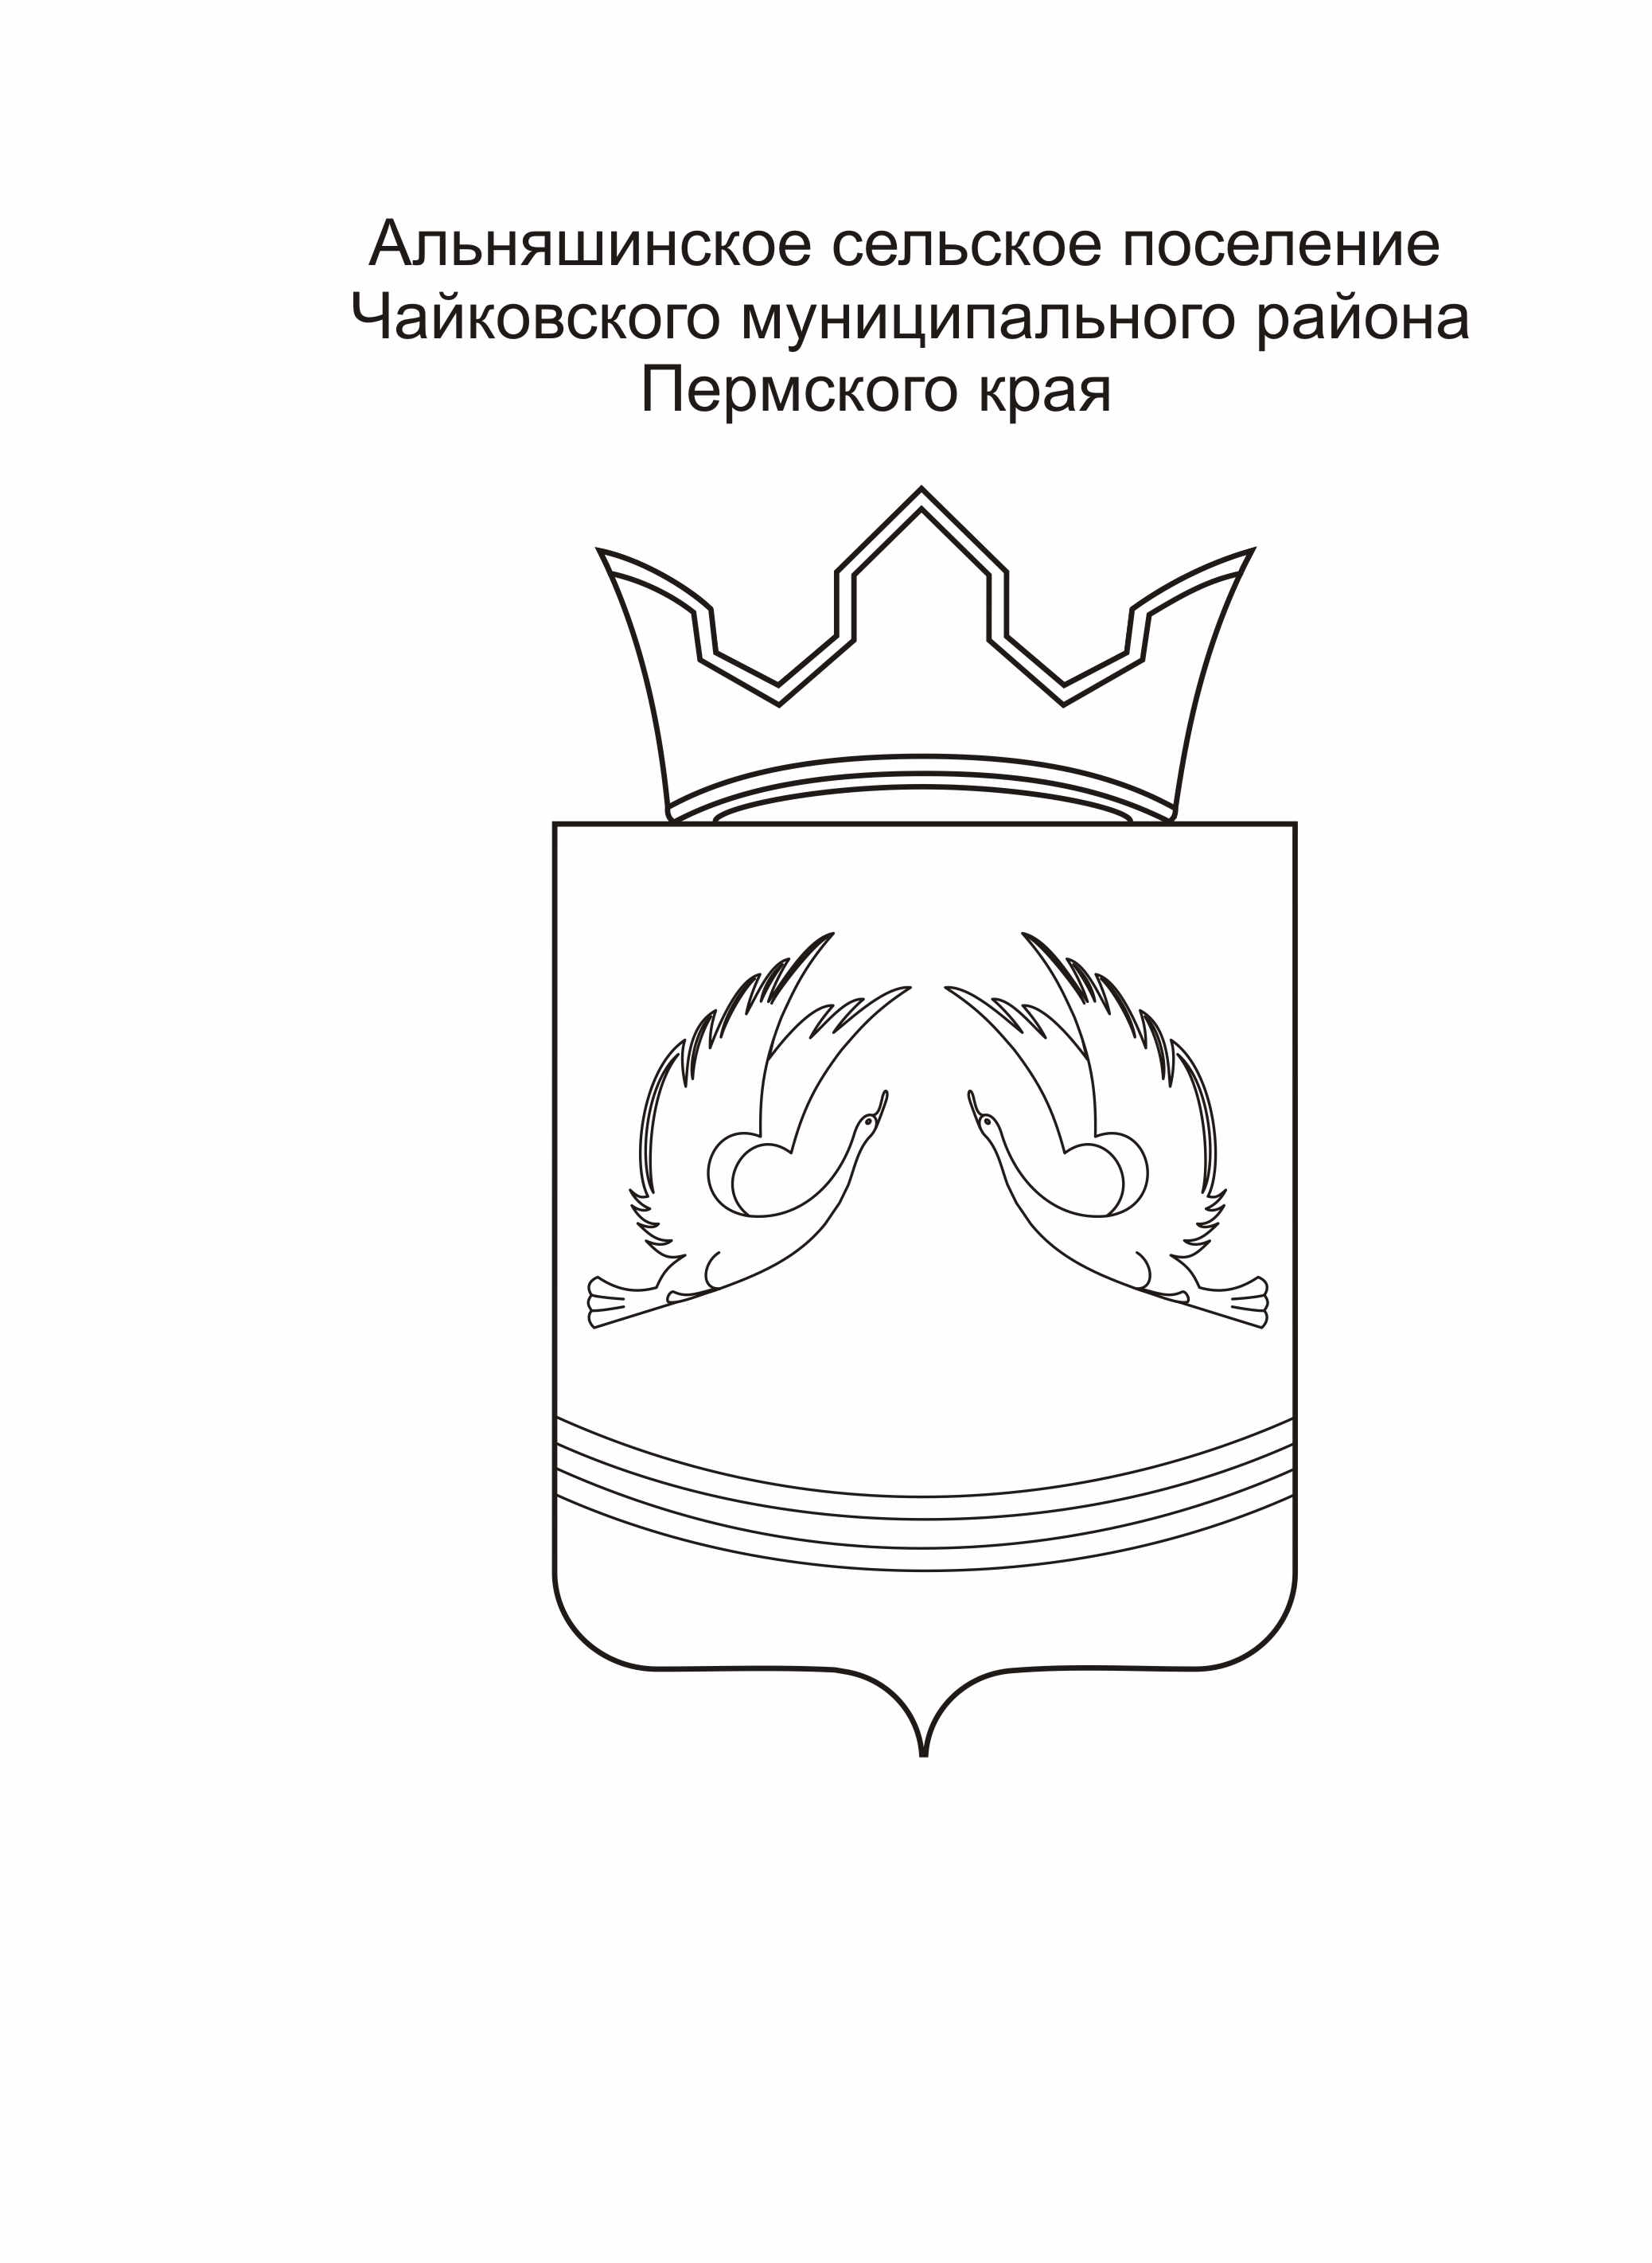 Альняшинское сельское поселение
Чайковского муниципального района
Пермского края